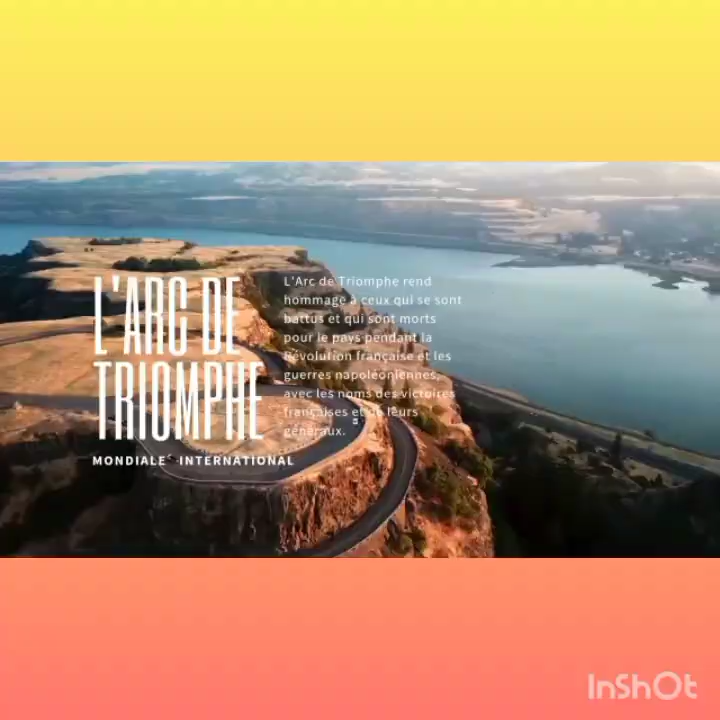 L'ARC DE
TRIOMPHE
MONDIALE INTERNATIONAL
L'Arc de Triomphe rend
hommage à ceux qui se sont
battus et qui sont morts
pour le pays pendant la
Révolution française et les
guerres napoléoniennes,
avec les noms des victoires
françaises et de leurs
généraux.
InShOt